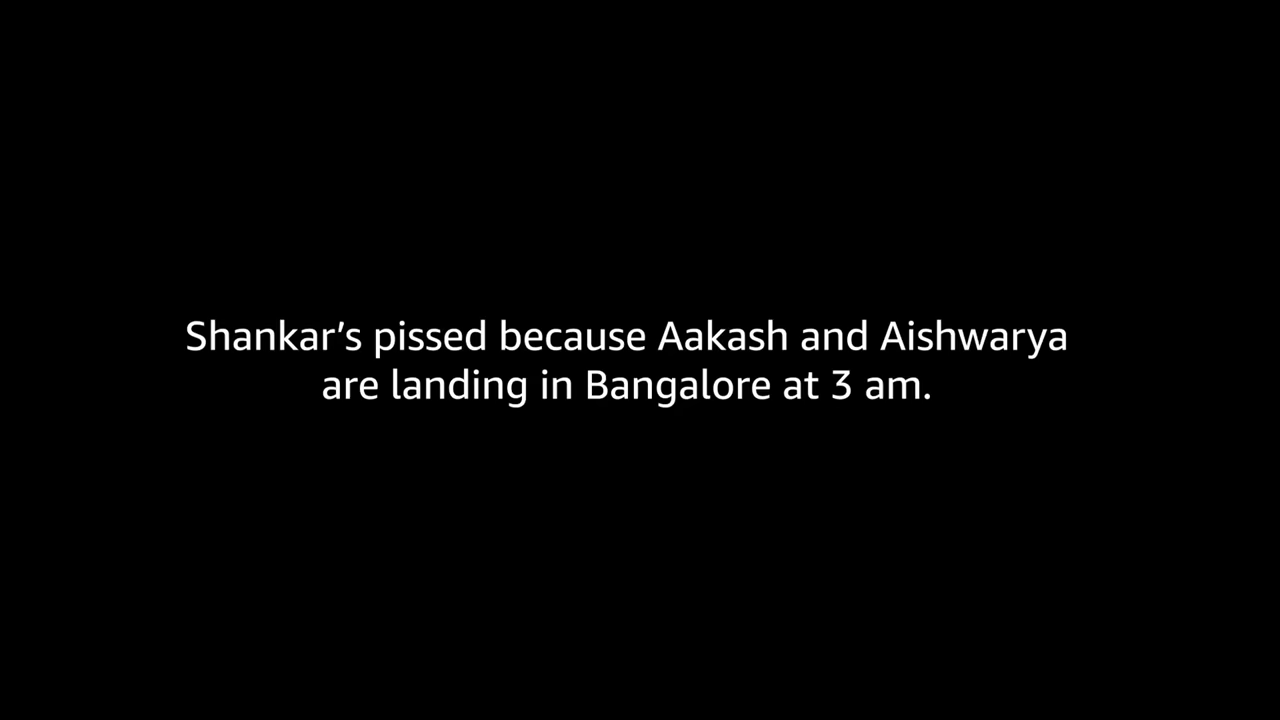 Shankar’s pissed because Aakash and Aishwarya
are landing in Bangalore at 3 am.